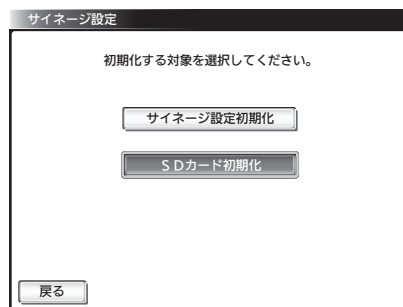 サイネージ設定
初期化する対象を選択してください。
サイネージ設定初期化
ＳＤカード初期化
戻る